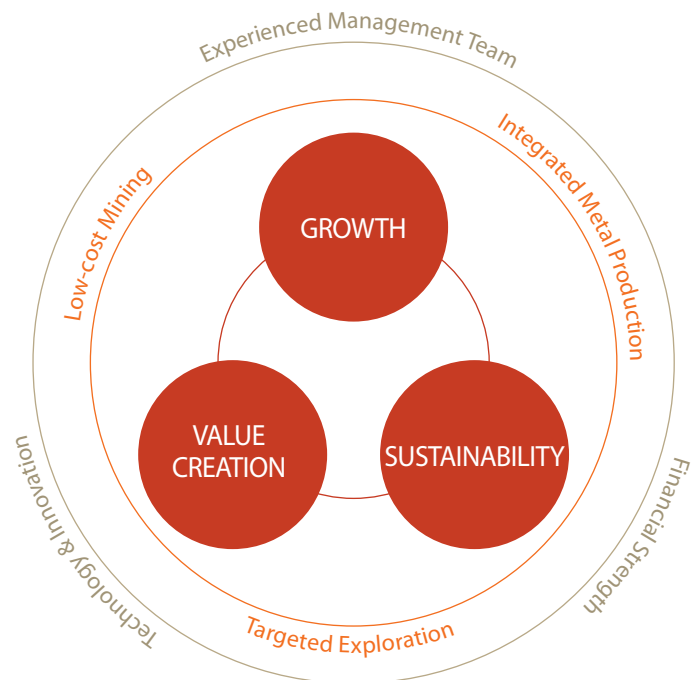 Experienced Management Team
Integrated Metal Production
Low-cost Mining
GROWTH
VALUE
CREATION
SUSTAINABILITY
Technology & Innovation
Financial Strength
Targeted Exploration